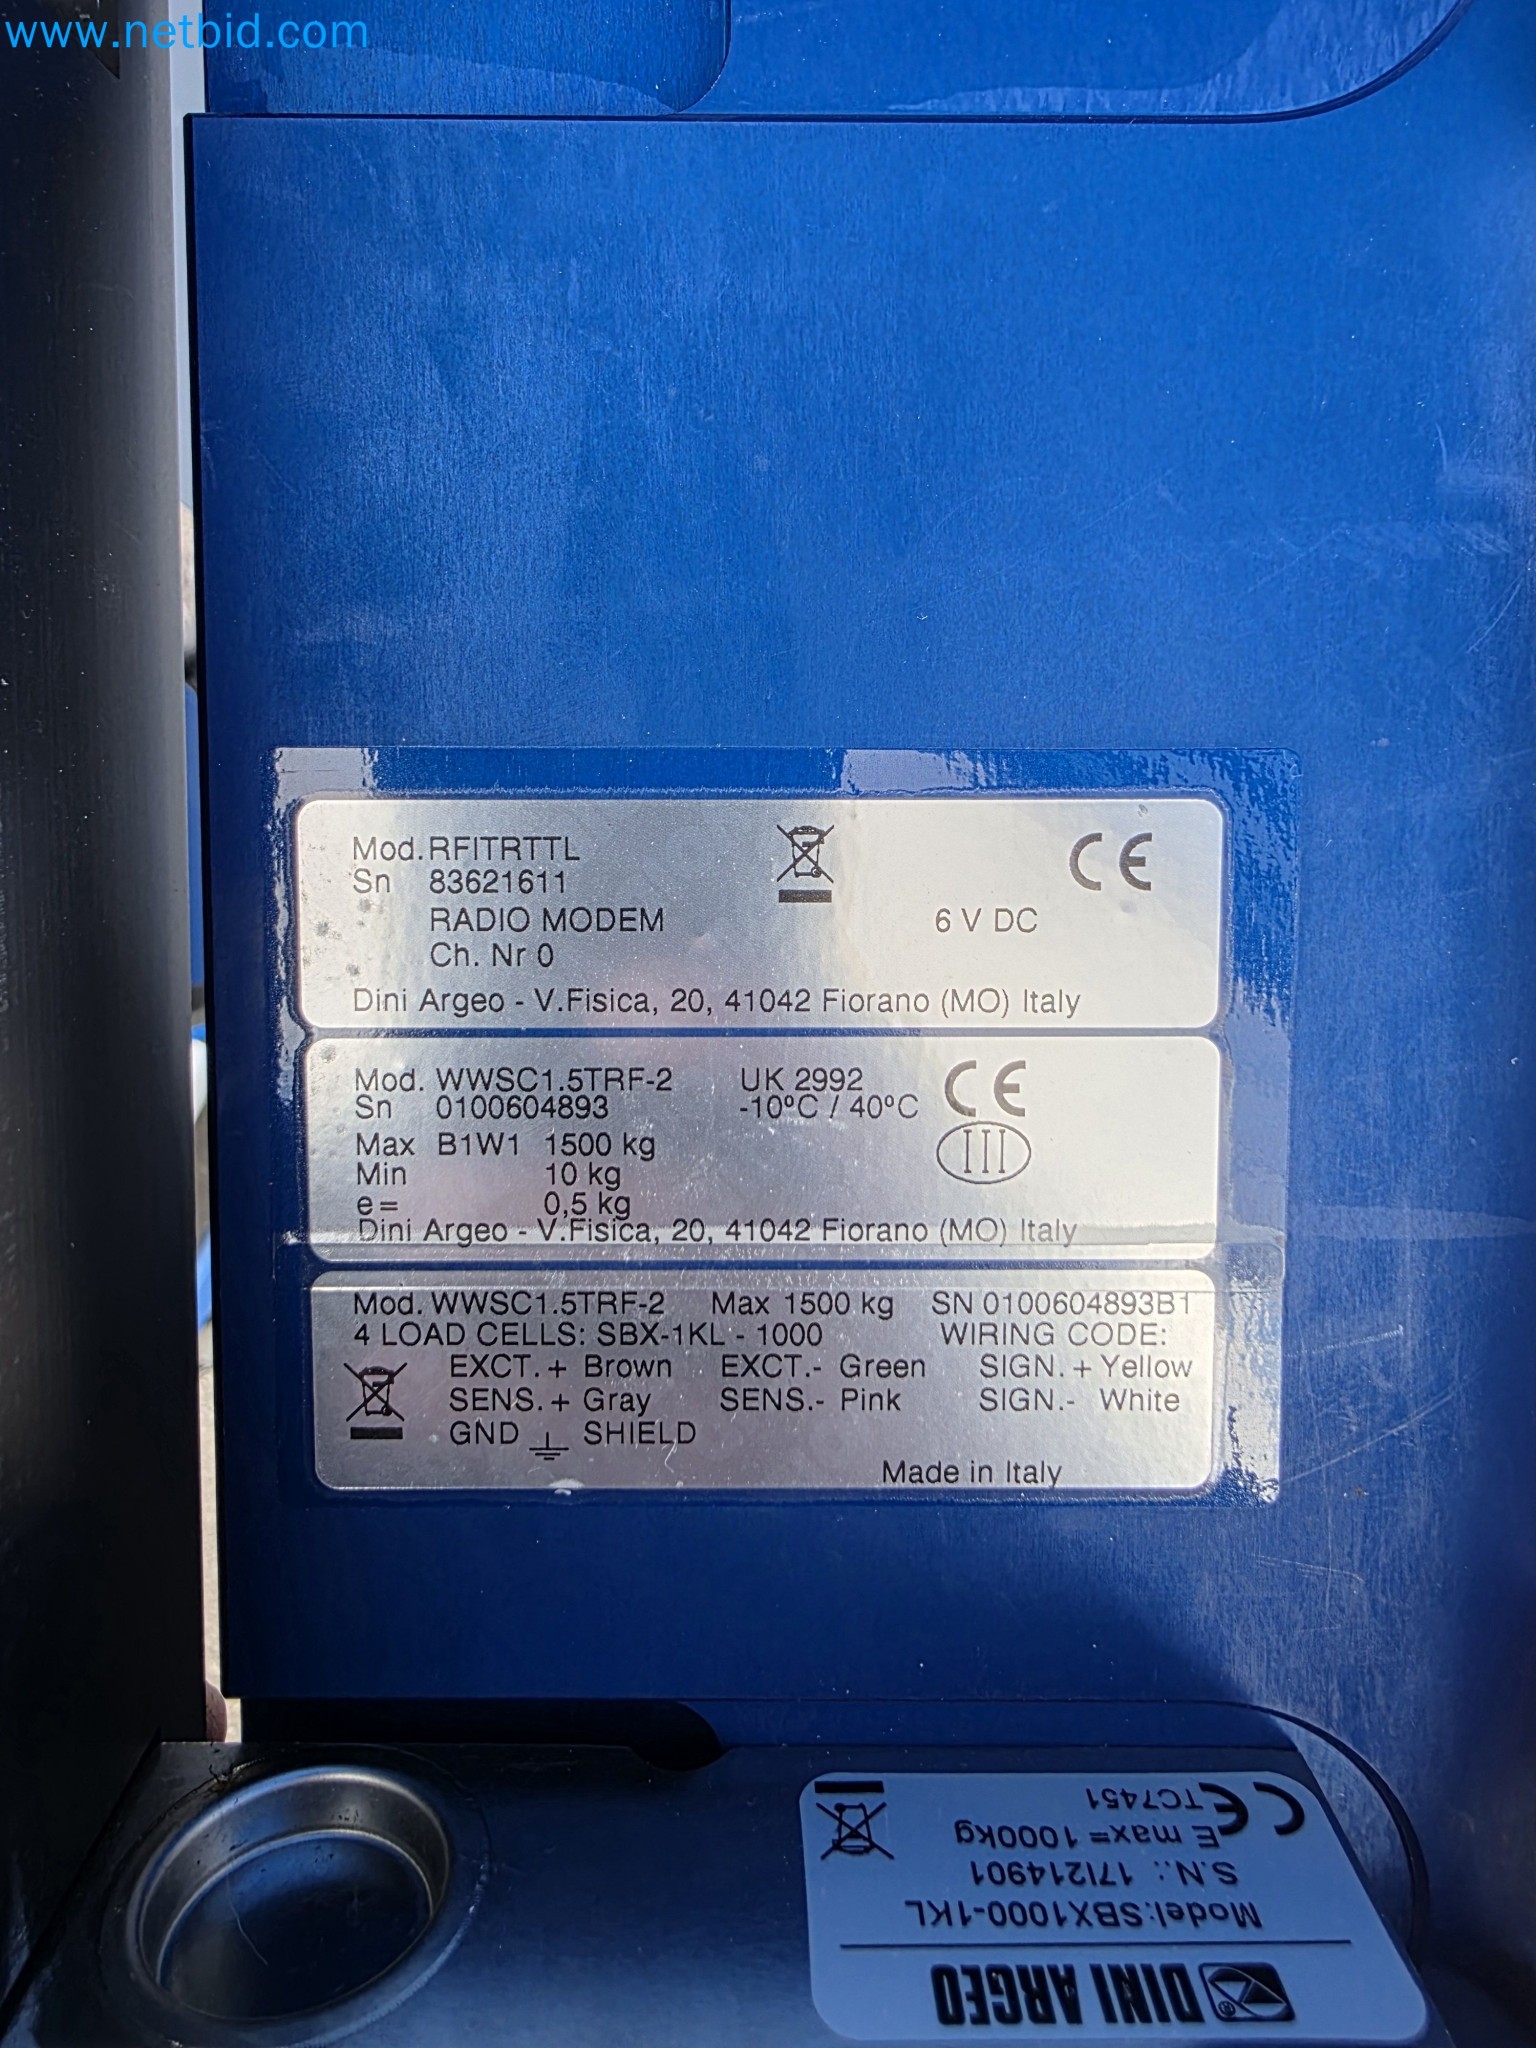 www.netbid.com
Mod. RFITRTTL
Sn 83621611
RADIO MODEM 6 V DC
Ch. Nr 0
Dini Argeo - V.Fisica, 20, 41042 Fiorano (MO) Italy
Mod. WWSC1.5TRF-2 UK 2992
Sn 0100604893 -10ºC / 40ºC
Max B1W1 1500 kg
III
Min 10 kg
e= 0,5 kg
Dini Argeo - V.Fisica, 20, 41042 Fiorano (MO) Italy
Mod. WWSC1.5TRF-2 Max 1500 kg SN 0100604893B1
4 LOAD CELLS: SBX-1KL - 1000 WIRING CODE:
EXCT.+ Brown EXCT.- Green SIGN.+ Yellow
SENS.+ Gray SENS.- Pink SIGN.- White
GND SHIELD
Made in Italy
DINI ARGEO
Model:SBX1000-1KL
S.N.: 17I214901
E max=1000kg
TC7451